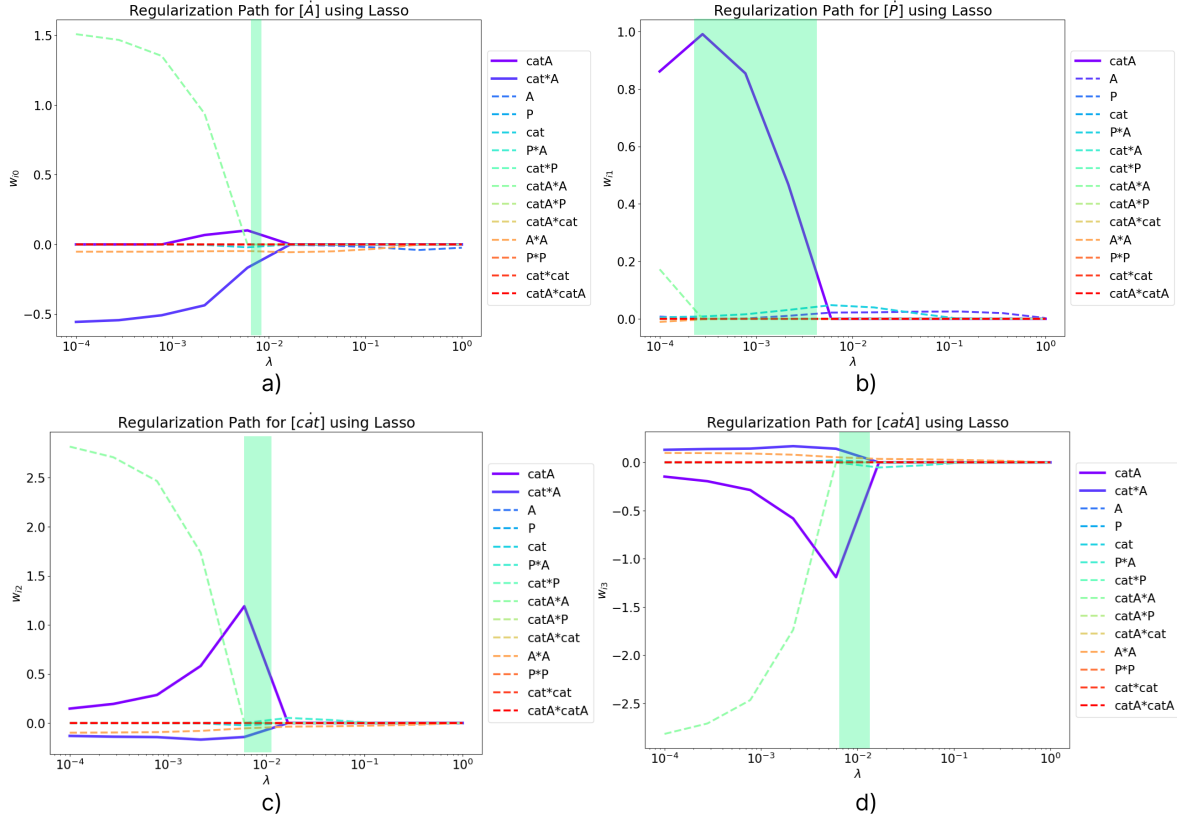 Regularization Path for [Ȧ] using Lasso
1.5
1.0
0.5
0.0
−0.5
w_{i0}
10^{−4}
10^{−3}
10^{−2}
10^{−1}
10^{0}
λ
catA
cat*A
A
P
cat
P*A
cat*P
catA*A
catA*P
catA*cat
A*A
P*P
cat*cat
catA*catA
a)
Regularization Path for [Ṗ] using Lasso
1.0
0.8
0.6
0.4
0.2
0.0
w_{i1}
10^{−4}
10^{−3}
10^{−2}
10^{−1}
10^{0}
λ
catA
A
P
cat
P*A
cat*A
cat*P
catA*A
catA*P
catA*cat
A*A
P*P
cat*cat
catA*catA
b)
Regularization Path for [caṫ] using Lasso
2.5
2.0
1.5
1.0
0.5
0.0
w_{i2}
10^{−4}
10^{−3}
10^{−2}
10^{−1}
10^{0}
λ
catA
cat*A
A
P
cat
P*A
cat*P
catA*A
catA*P
catA*cat
A*A
P*P
cat*cat
catA*catA
c)
Regularization Path for [caṫA] using Lasso
0.0
−0.5
−1.0
−1.5
−2.0
−2.5
w_{i3}
10^{−4}
10^{−3}
10^{−2}
10^{−1}
10^{0}
λ
catA
cat*A
A
P
cat
P*A
cat*P
catA*A
catA*P
catA*cat
A*A
P*P
cat*cat
catA*catA
d)